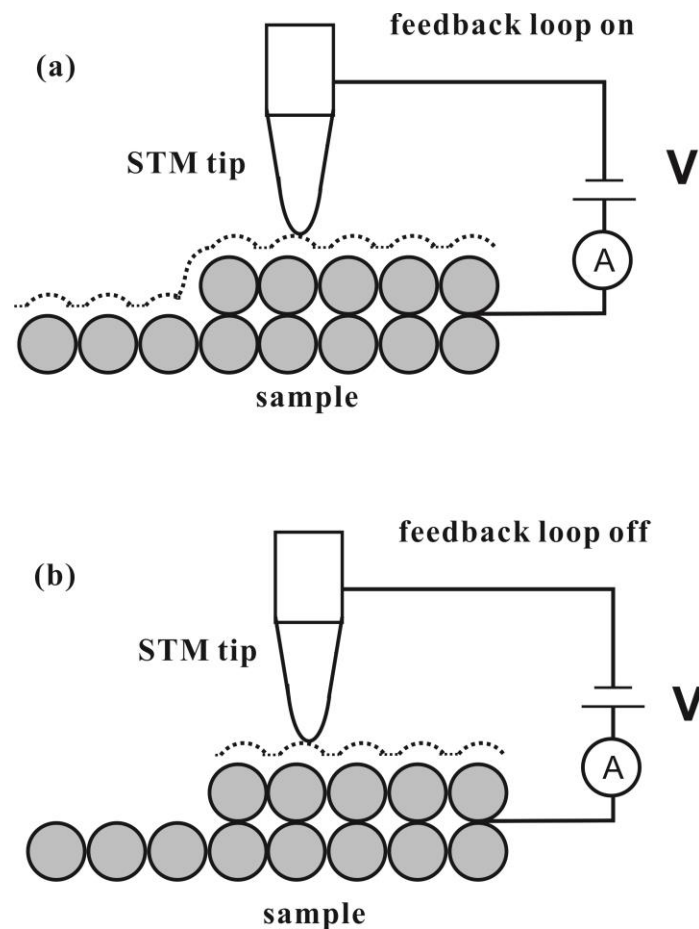 feedback loop on
(a)
STM tip
V
A
sample
feedback loop off
(b)
STM tip
V
A
sample